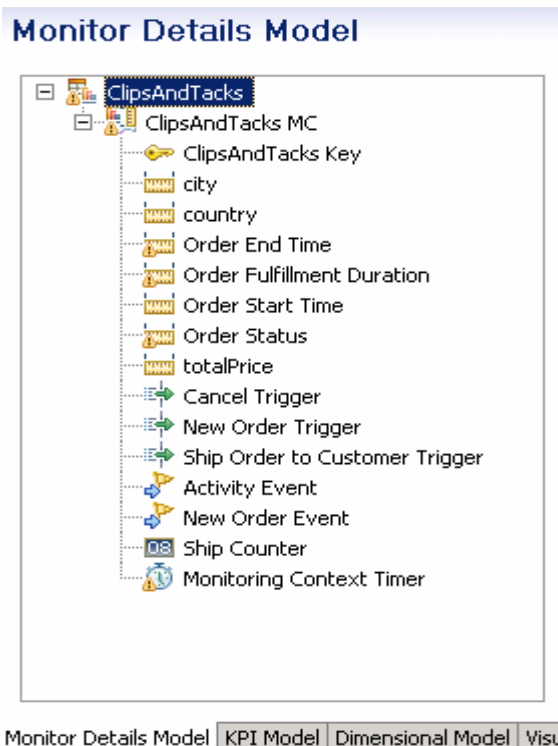 Monitor Details Model
ClipsAndTacks
ClipsAndTacks MC
ClipsAndTacks Key
city
country
Order End Time
Order Fulfillment Duration
Order Start Time
Order Status
totalPrice
Cancel Trigger
New Order Trigger
Ship Order to Customer Trigger
Activity Event
New Order Event
08 Ship Counter
Monitoring Context Timer
Monitor Details Model KPI Model Dimensional Model Visu